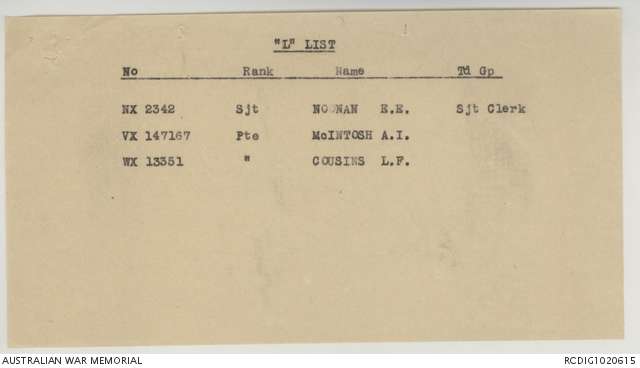 "L" LIST
No Rank Name Td Gp
NX 2342 Sjt NOONAN E.E. Sjt Clerk
VX 147167 Pte McINTOSH A.I.
WX 13351 " COUSINS L.F.
AUSTRALIAN WAR MEMORIAL RCDIG1020615